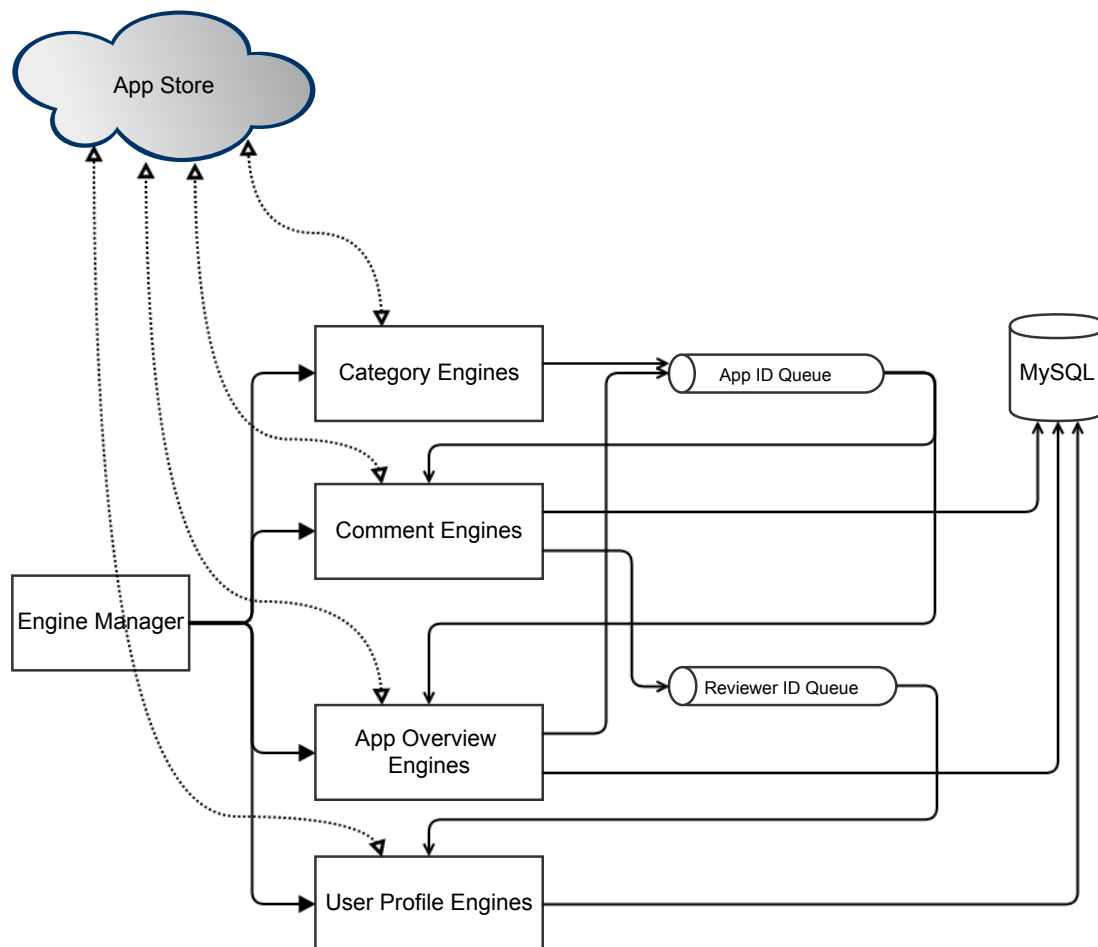 App Store
Category Engines
App ID Queue
MySQL
Comment Engines
Engine Manager
Reviewer ID Queue
App Overview
Engines
User Profile Engines